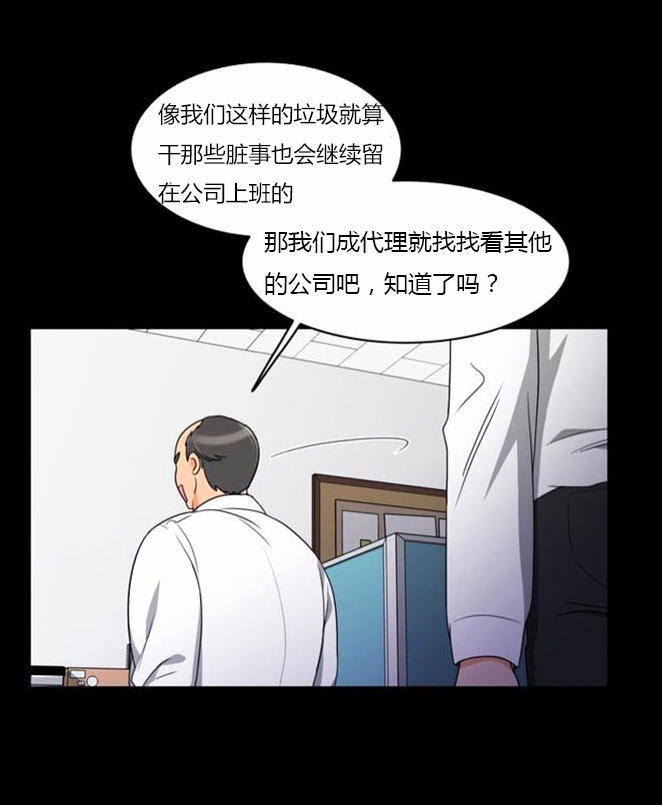 像我们这样的垃圾就算
干那些脏事也会继续留
在公司上班的
那我们成代理就找找看其他
的公司吧，知道了吗？